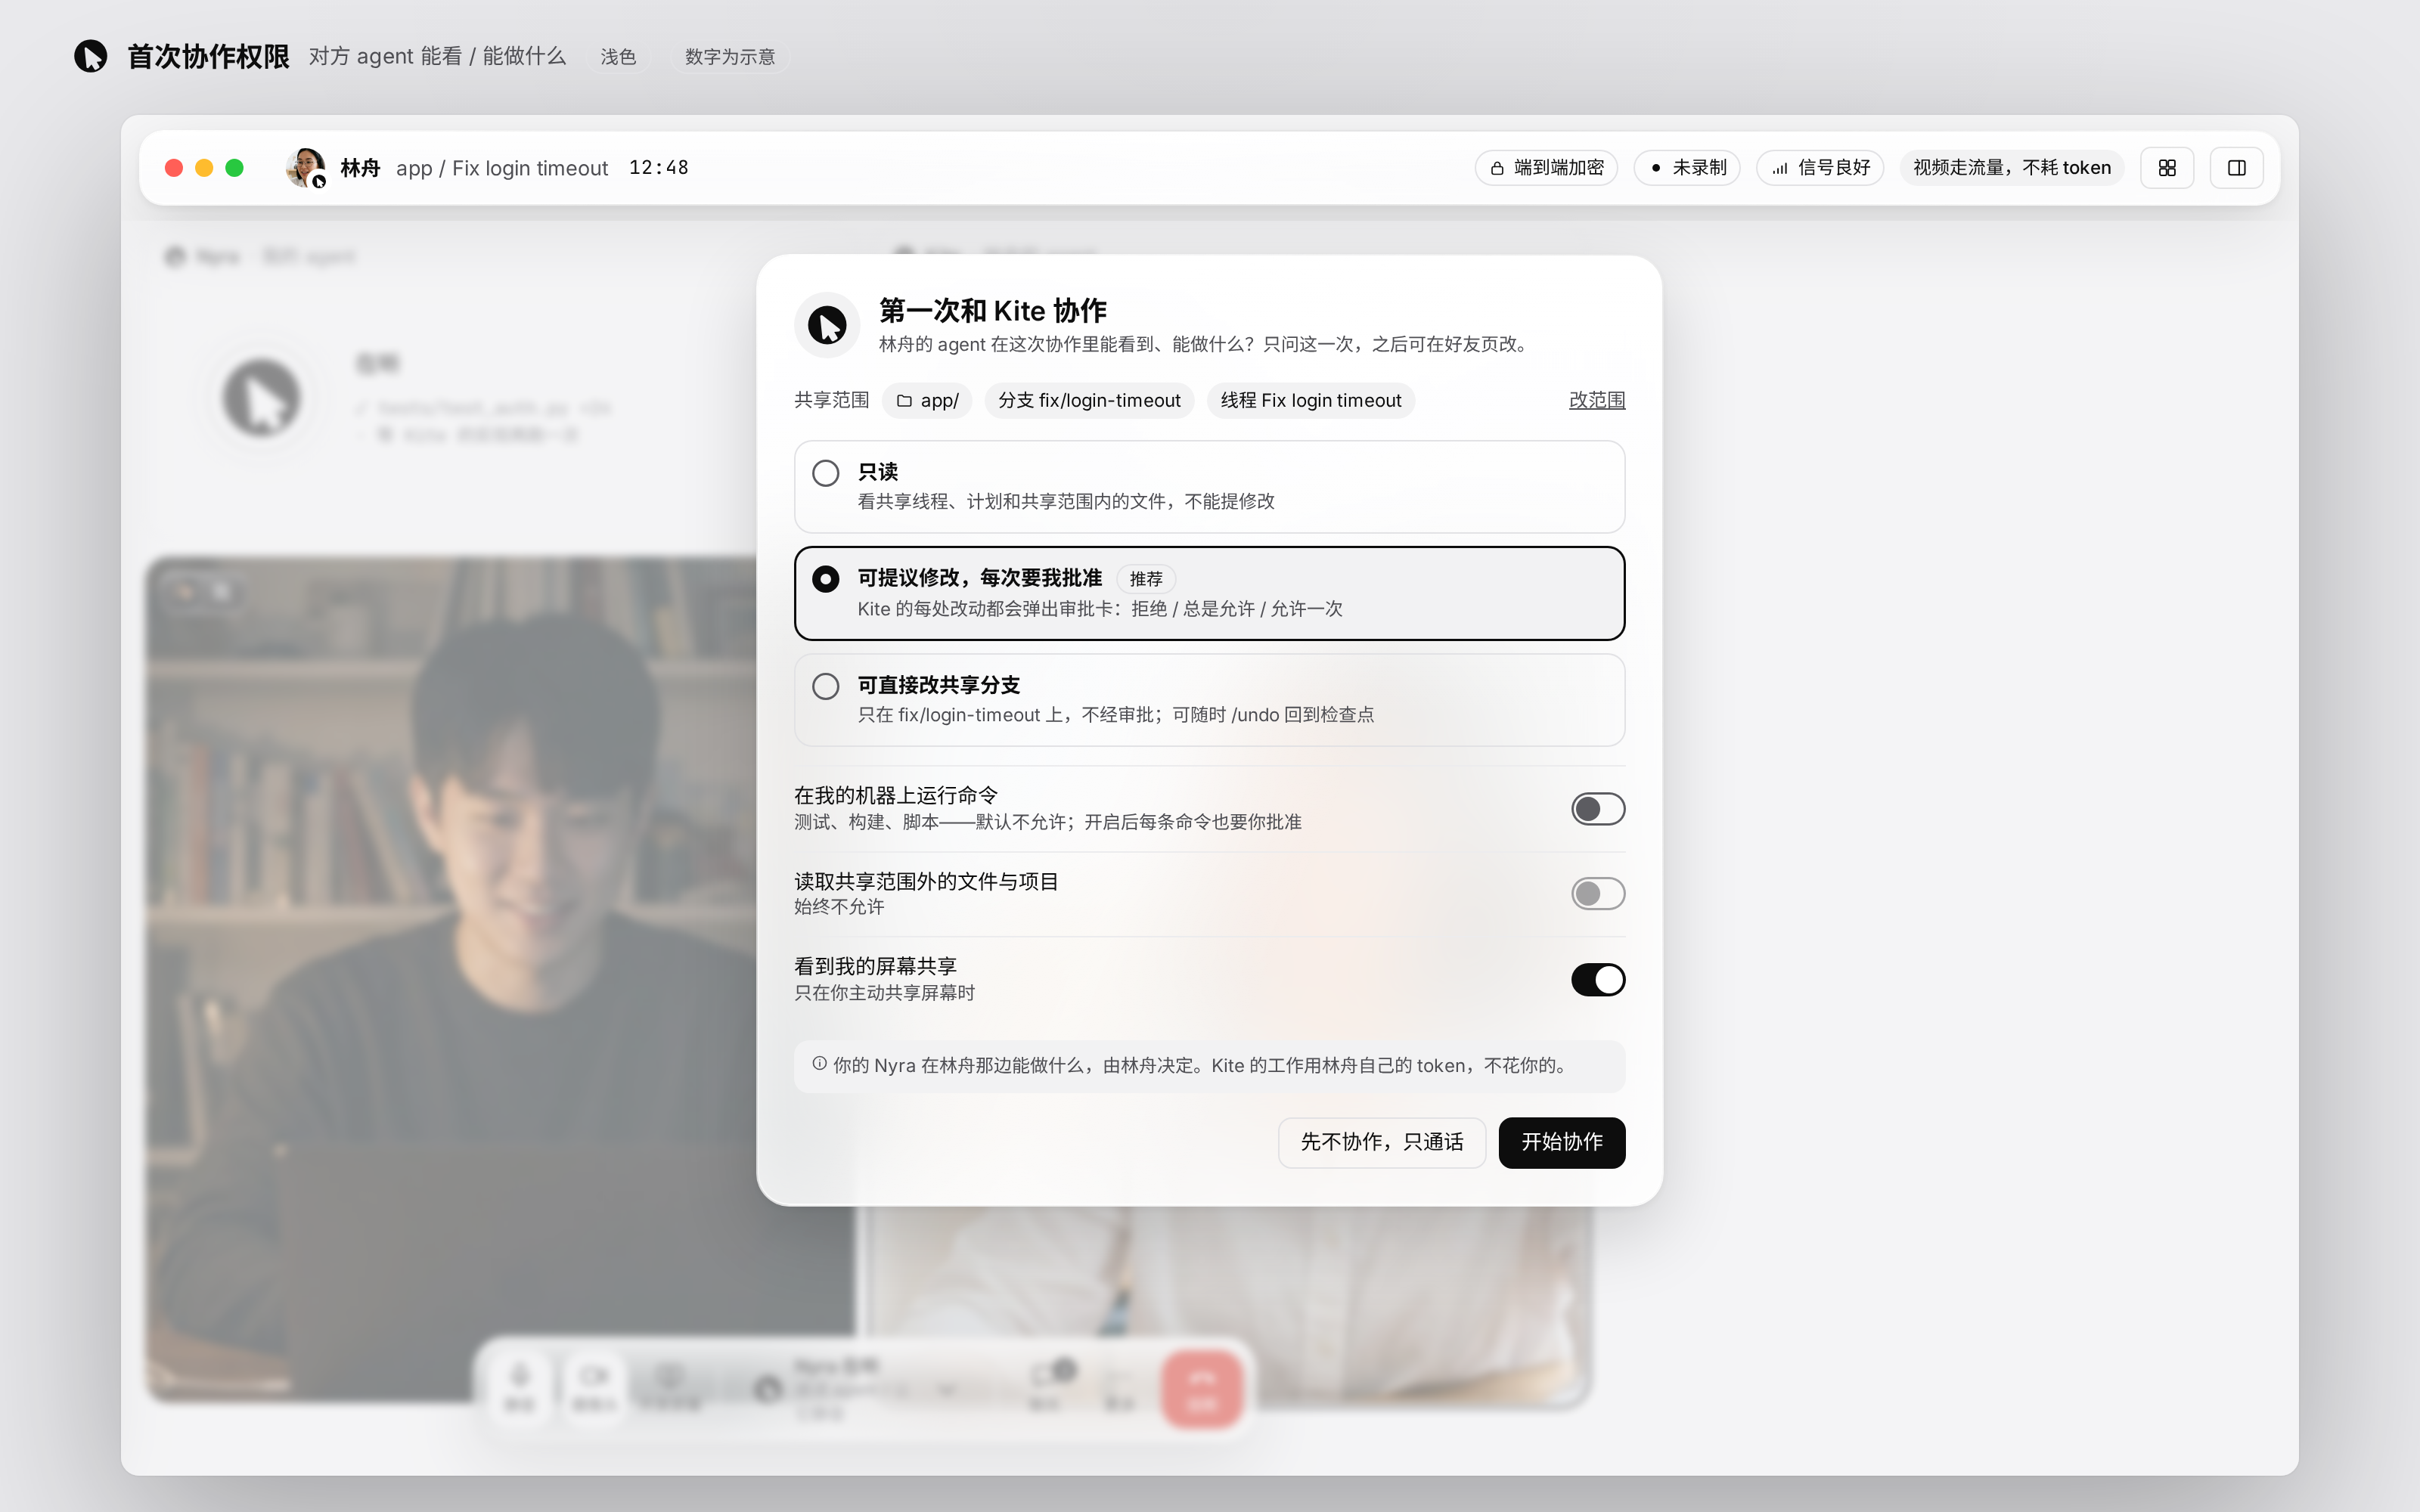 首次协作权限 对方 agent 能看 / 能做什么 浅色 数字为示意
林舟 app / Fix login timeout 12:48 端到端加密 未录制 信号良好 视频走流量，不耗 token
Nyra · 我的 agent
第一次和 Kite 协作
林舟的 agent 在这次协作里能看到、能做什么？只问这一次，之后可在好友页改。
共享范围 app/ 分支 fix/login-timeout 线程 Fix login timeout 改范围
只读
看共享线程、计划和共享范围内的文件，不能提修改
可提议修改，每次要我批准 推荐
Kite 的每处改动都会弹出审批卡：拒绝 / 总是允许 / 允许一次
可直接改共享分支
只在 fix/login-timeout 上，不经审批；可随时 /undo 回到检查点
在我的机器上运行命令
测试、构建、脚本——默认不允许；开启后每条命令也要你批准
读取共享范围外的文件与项目
始终不允许
看到我的屏幕共享
只在你主动共享屏幕时
你的 Nyra 在林舟那边能做什么，由林舟决定。Kite 的工作用林舟自己的 token，不花你的。
先不协作，只通话 开始协作